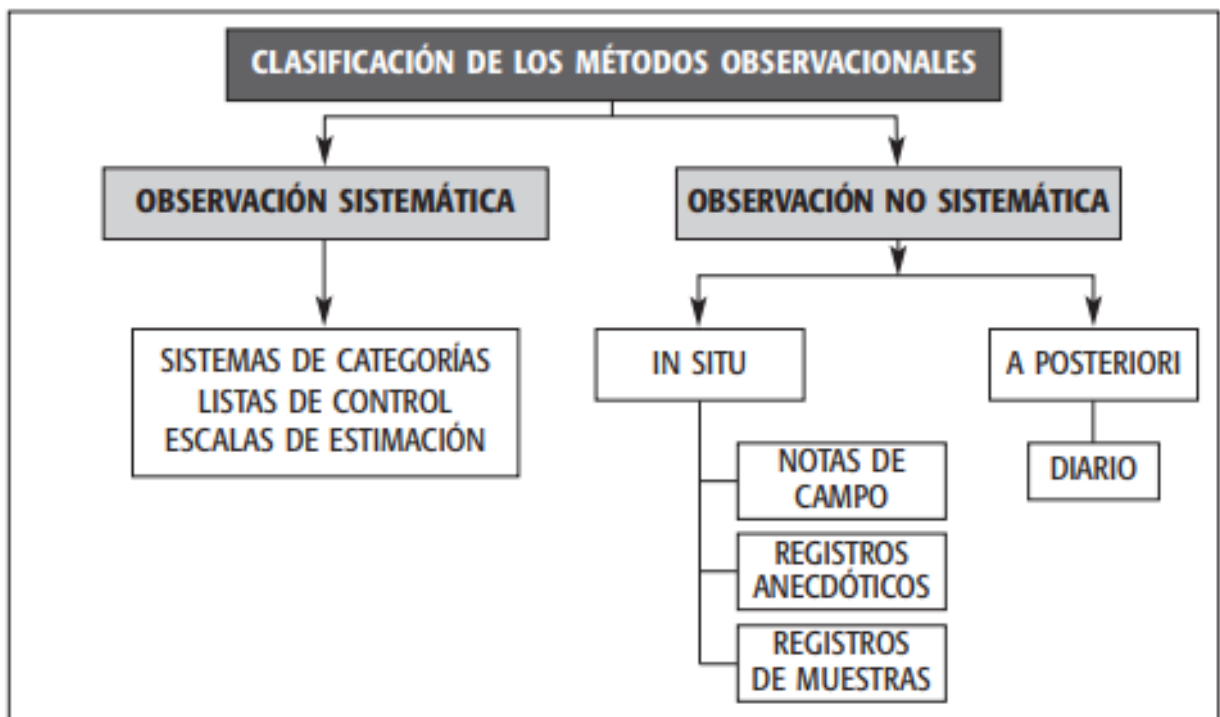 CLASIFICACIÓN DE LOS MÉTODOS OBSERVACIONALES
OBSERVACIÓN SISTEMÁTICA
OBSERVACIÓN NO SISTEMÁTICA
SISTEMAS DE CATEGORÍAS
LISTAS DE CONTROL
ESCALAS DE ESTIMACIÓN
IN SITU
A POSTERIORI
NOTAS DE
CAMPO
REGISTROS
ANECDÓTICOS
REGISTROS
DE MUESTRAS
DIARIO